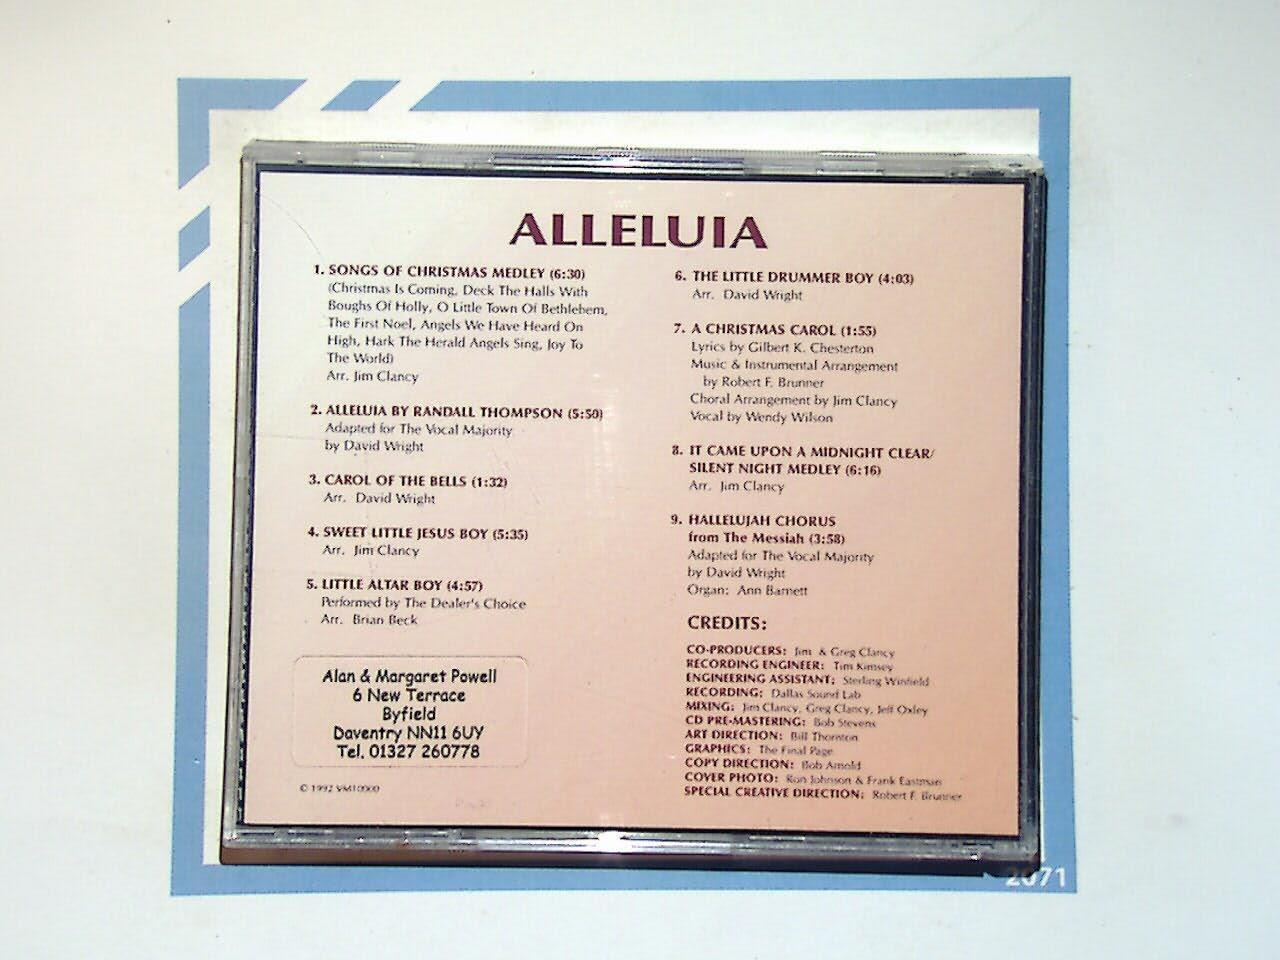 ALLELUIA
1. SONGS OF CHRISTMAS MEDLEY (6:30)
(Christmas Is Coming, Deck The Halls With
Boughs Of Holly, O Little Town Of Bethlehem,
The First Noel, Angels We Have Heard On
High, Hark The Herald Angels Sing, Joy To
The World)
Arr. Jim Clancy
2. ALLELUIA BY RANDALL THOMPSON (5:50)
Adapted for The Vocal Majority
by David Wright
3. CAROL OF THE BELLS (1:32)
Arr. David Wright
4. SWEET LITTLE JESUS BOY (5:35)
Arr. Jim Clancy
5. LITTLE ALTAR BOY (4:57)
Performed by The Dealer's Choice
Arr. Brian Beck
Alan & Margaret Powell
6 New Terrace
Byfield
Daventry NN11 6UY
Tel. 01327 260778
© 1992 VM10900
6. THE LITTLE DRUMMER BOY (4:03)
Arr. David Wright
7. A CHRISTMAS CAROL (1:55)
Lyrics by Gilbert K. Chesterton
Music & Instrumental Arrangement
by Robert F. Brunner
Choral Arrangement by Jim Clancy
Vocal by Wendy Wilson
8. IT CAME UPON A MIDNIGHT CLEAR/
SILENT NIGHT MEDLEY (6:16)
Arr. Jim Clancy
9. HALLELUJAH CHORUS
from The Messiah (3:58)
Adapted for The Vocal Majority
by David Wright
Organ: Ann Barnett
CREDITS:
CO-PRODUCERS: Jim & Greg Clancy
RECORDING ENGINEER: Tim Kimsey
ENGINEERING ASSISTANT: Sterling Winfield
RECORDING: Dallas Sound Lab
MIXING: Jim Clancy, Greg Clancy, Jeff Oxley
CD PRE-MASTERING: Bob Stevens
ART DIRECTION: Bill Thornton
GRAPHICS: The Final Page
COPY DIRECTION: Bob Arnold
COVER PHOTO: Ron Johnson & Frank Eastman
SPECIAL CREATIVE DIRECTION: Robert F. Brunner
2071